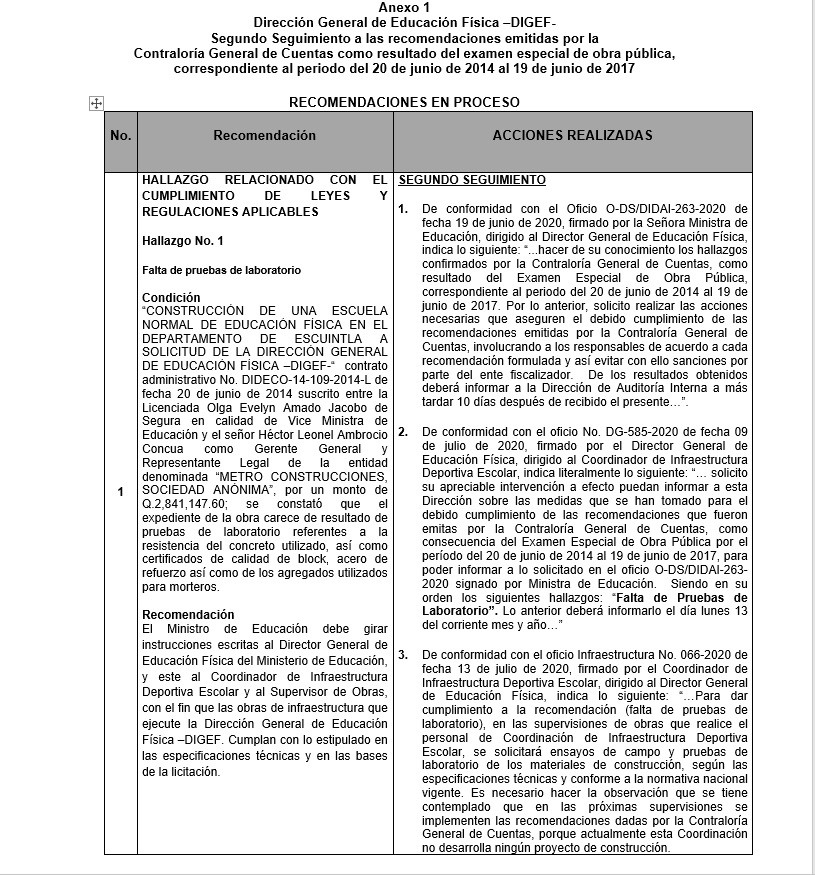 Anexo 1
Dirección General de Educación Física –DIGEF-
Segundo Seguimiento a las recomendaciones emitidas por la
Contraloría General de Cuentas como resultado del examen especial de obra pública,
correspondiente al periodo del 20 de junio de 2014 al 19 de junio de 2017
RECOMENDACIONES EN PROCESO
No.
Recomendación
ACCIONES REALIZADAS
1
HALLAZGO RELACIONADO CON EL
CUMPLIMIENTO DE LEYES Y
REGULACIONES APLICABLES
Hallazgo No. 1
Falta de pruebas de laboratorio
Condición
“CONSTRUCCIÓN DE UNA ESCUELA
NORMAL DE EDUCACIÓN FÍSICA EN EL
DEPARTAMENTO DE ESCUINTLA A
SOLICITUD DE LA DIRECCIÓN GENERAL
DE EDUCACIÓN FÍSICA –DIGEF-“ contrato
administrativo No. DIDECO-14-109-2014-L de
fecha 20 de junio de 2014 suscrito entre la
Licenciada Olga Evelyn Amado Jacobo de
Segura en calidad de Vice Ministra de
Educación y el señor Héctor Leonel Ambrocio
Concua como Gerente General y
Representante Legal de la entidad
denominada “METRO CONSTRUCCIONES,
SOCIEDAD ANÓNIMA”, por un monto de
Q.2,841,147.60; se constató que el
expediente de la obra carece de resultado de
pruebas de laboratorio referentes a la
resistencia del concreto utilizado, así como
certificados de calidad de block, acero de
refuerzo así como de los agregados utilizados
para morteros.
Recomendación
El Ministro de Educación debe girar
instrucciones escritas al Director General de
Educación Física del Ministerio de Educación,
y este al Coordinador de Infraestructura
Deportiva Escolar y al Supervisor de Obras,
con el fin que las obras de infraestructura que
ejecute la Dirección General de Educación
Física –DIGEF. Cumplan con lo estipulado en
las especificaciones técnicas y en las bases
de la licitación.
SEGUNDO SEGUIMIENTO
1. De conformidad con el Oficio O-DS/DIDAI-263-2020 de
fecha 19 de junio de 2020, firmado por la Señora Ministra de
Educación, dirigido al Director General de Educación Física,
indica lo siguiente: “...hacer de su conocimiento los hallazgos
confirmados por la Contraloría General de Cuentas, como
resultado del Examen Especial de Obra Pública,
correspondiente al periodo del 20 de junio de 2014 al 19 de
junio de 2017. Por lo anterior, solicito realizar las acciones
necesarias que aseguren el debido cumplimiento de las
recomendaciones emitidas por la Contraloría General de
Cuentas, involucrando a los responsables de acuerdo a cada
recomendación formulada y así evitar con ello sanciones por
parte del ente fiscalizador. De los resultados obtenidos
deberá informar a la Dirección de Auditoría Interna a más
tardar 10 días después de recibido el presente…”.
2. De conformidad con el oficio No. DG-585-2020 de fecha 09
de julio de 2020, firmado por el Director General de
Educación Física, dirigido al Coordinador de Infraestructura
Deportiva Escolar, indica literalmente lo siguiente: “… solicito
su apreciable intervención a efecto puedan informar a esta
Dirección sobre las medidas que se han tomado para el
debido cumplimiento de las recomendaciones que fueron
emitas por la Contraloría General de Cuentas, como
consecuencia del Examen Especial de Obra Pública por el
período del 20 de junio de 2014 al 19 de junio de 2017, para
poder informar a lo solicitado en el oficio O-DS/DIDAI-263-
2020 signado por Ministra de Educación. Siendo en su
orden los siguientes hallazgos: “Falta de Pruebas de
Laboratorio”. Lo anterior deberá informarlo el día lunes 13
del corriente mes y año…”
3. De conformidad con el oficio Infraestructura No. 066-2020 de
fecha 13 de julio de 2020, firmado por el Coordinador de
Infraestructura Deportiva Escolar, dirigido al Director General
de Educación Física, indica lo siguiente: “…Para dar
cumplimiento a la recomendación (falta de pruebas de
laboratorio), en las supervisiones de obras que realice el
personal de Coordinación de Infraestructura Deportiva
Escolar, se solicitará ensayos de campo y pruebas de
laboratorio de los materiales de construcción, según las
especificaciones técnicas y conforme a la normativa nacional
vigente. Es necesario hacer la observación que se tiene
contemplado que en las próximas supervisiones se
implementen las recomendaciones dadas por la Contraloría
General de Cuentas, porque actualmente esta Coordinación
no desarrolla ningún proyecto de construcción.